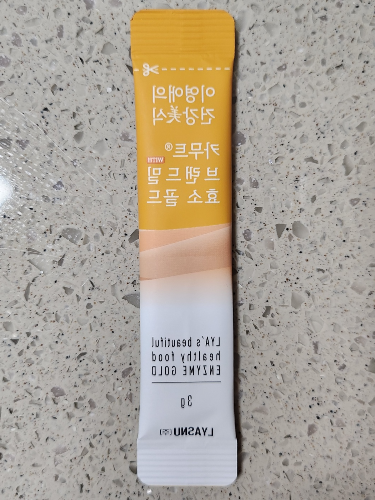 이영애의
건강美식
카무트®
WITH
브랜드밀
효소 골드
LYA's beautiful
healthy food
ENZYME GOLD
3g
LYASNU